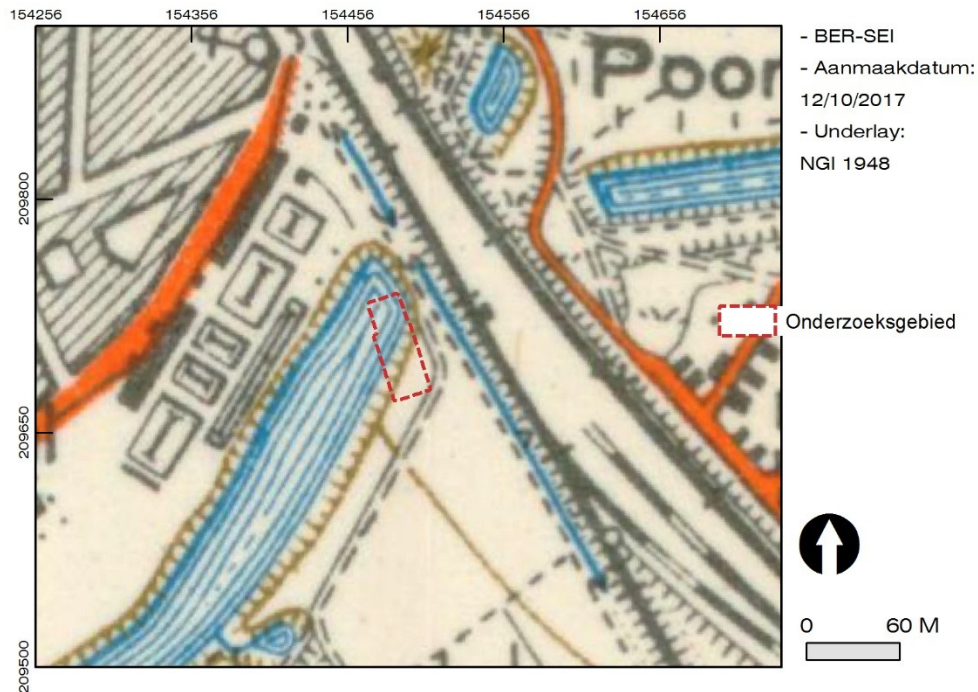 154256 154356 154456 154556 154656
- BER-SEI
- Aanmaakdatum:
12/10/2017
- Underlay:
NGI 1948
Poor
209800
Onderzoeksgebied
209650
0 60 M
209500